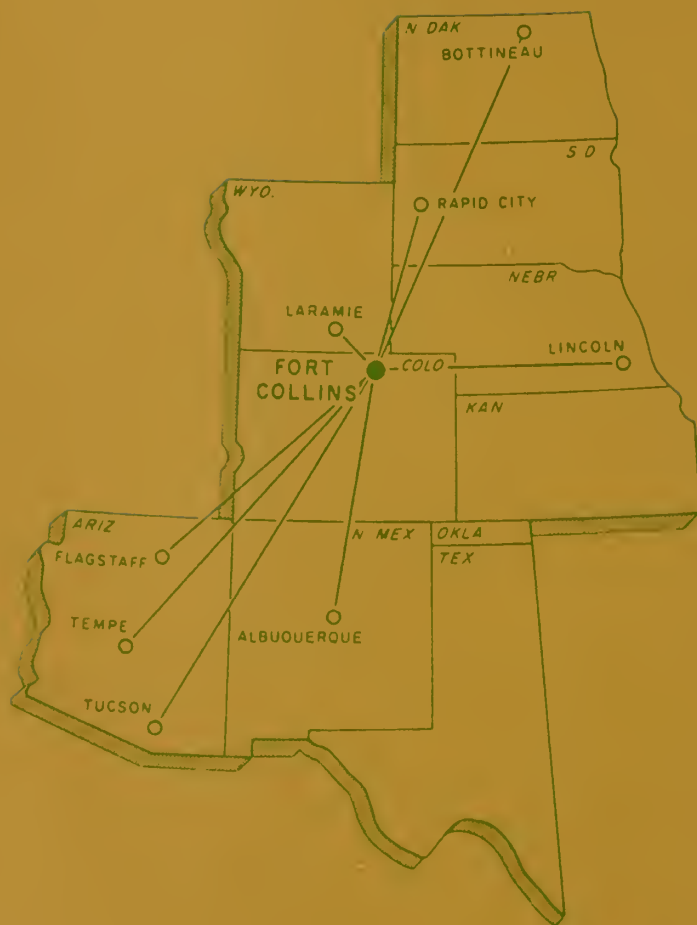 N DAK
BOTTINEAU
S D
WYO.
RAPID CITY
NEBR
LARAMIE
LINCOLN
FORT
COLLINS
COLO
KAN
ARIZ
N MEX
OKLA
TEX
FLAGSTAFF
TEMPE
ALBUQUERQUE
TUCSON